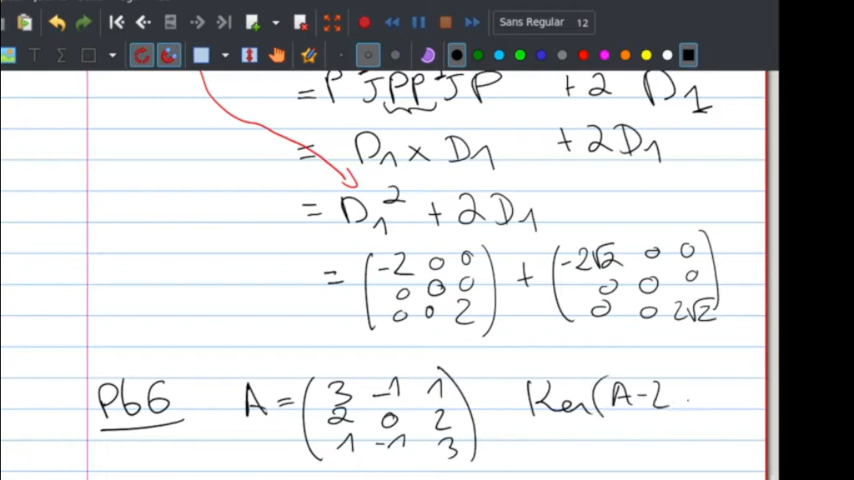 Sans Regular 12
= P⁻¹JPP⁻¹JP + 2 D₁
= D₁ × D₁ + 2D₁
= D₁² + 2D₁
= (-2 0 0
0 0 0
0 0 2) + (-2√2 0 0
0 0 0
0 0 2√2)
Pb6 A = (3 -1 1
2 0 2
1 -1 3) Ker(A-2